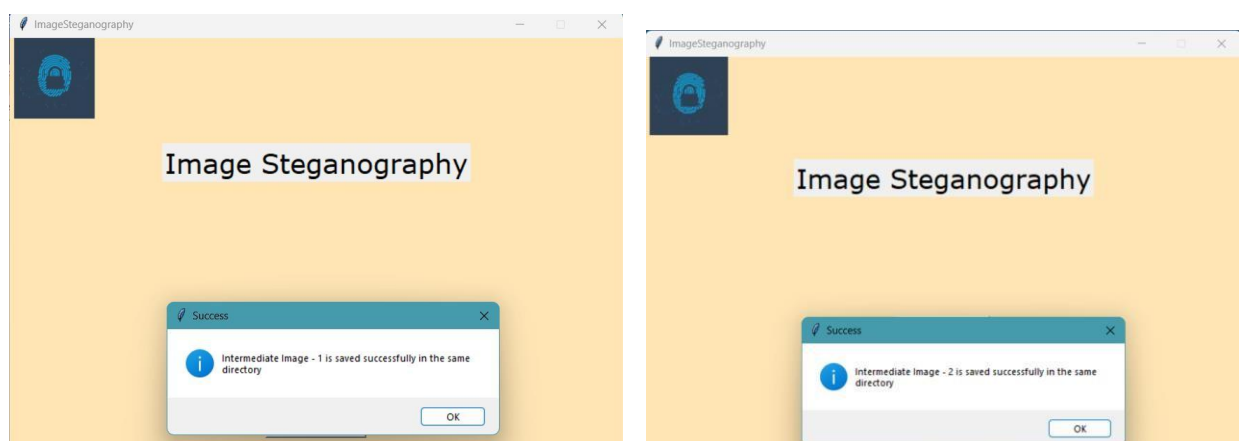 ImageSteganography
Image Steganography
Success
Intermediate Image - 1 is saved successfully in the same
directory
OK
ImageSteganography
Image Steganography
Success
Intermediate Image - 2 is saved successfully in the same
directory
OK